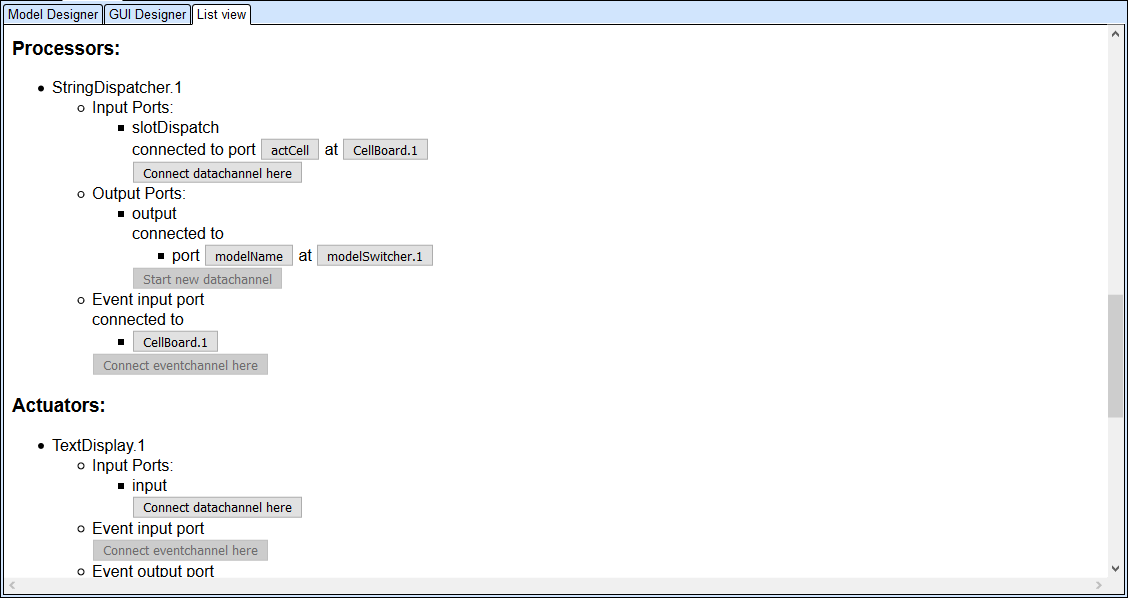 Model Designer GUI Designer List view
Processors:
StringDispatcher.1
Input Ports:
slotDispatch
connected to port actCell at CellBoard.1
Connect datachannel here
Output Ports:
output
connected to
port modelName at modelSwitcher.1
Start new datachannel
Event input port
connected to
CellBoard.1
Connect eventchannel here
Actuators:
TextDisplay.1
Input Ports:
input
Connect datachannel here
Event input port
Connect eventchannel here
Event output port